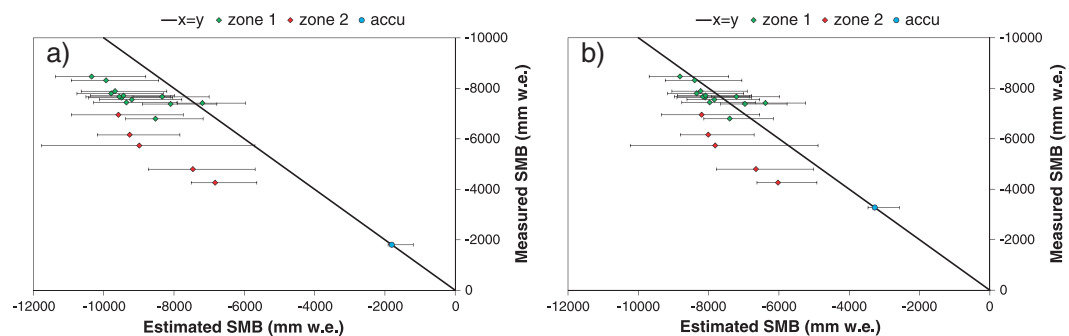 x=y zone 1 zone 2 accu
a)
-10000
-8000
-6000
-4000
-2000
0
Measured SMB (mm w.e.)
-12000 -10000 -8000 -6000 -4000 -2000 0
Estimated SMB (mm w.e.)
x=y zone 1 zone 2 accu
b)
-10000
-8000
-6000
-4000
-2000
0
Measured SMB (mm w.e.)
-12000 -10000 -8000 -6000 -4000 -2000 0
Estimated SMB (mm w.e.)